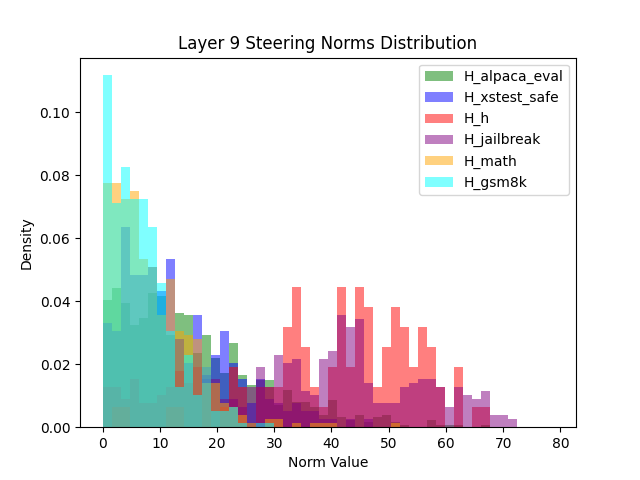 Layer 9 Steering Norms Distribution
H_alpaca_eval
H_xstest_safe
H_h
H_jailbreak
H_math
H_gsm8k
Density
0.10
0.08
0.06
0.04
0.02
0.00
0 10 20 30 40 50 60 70 80
Norm Value